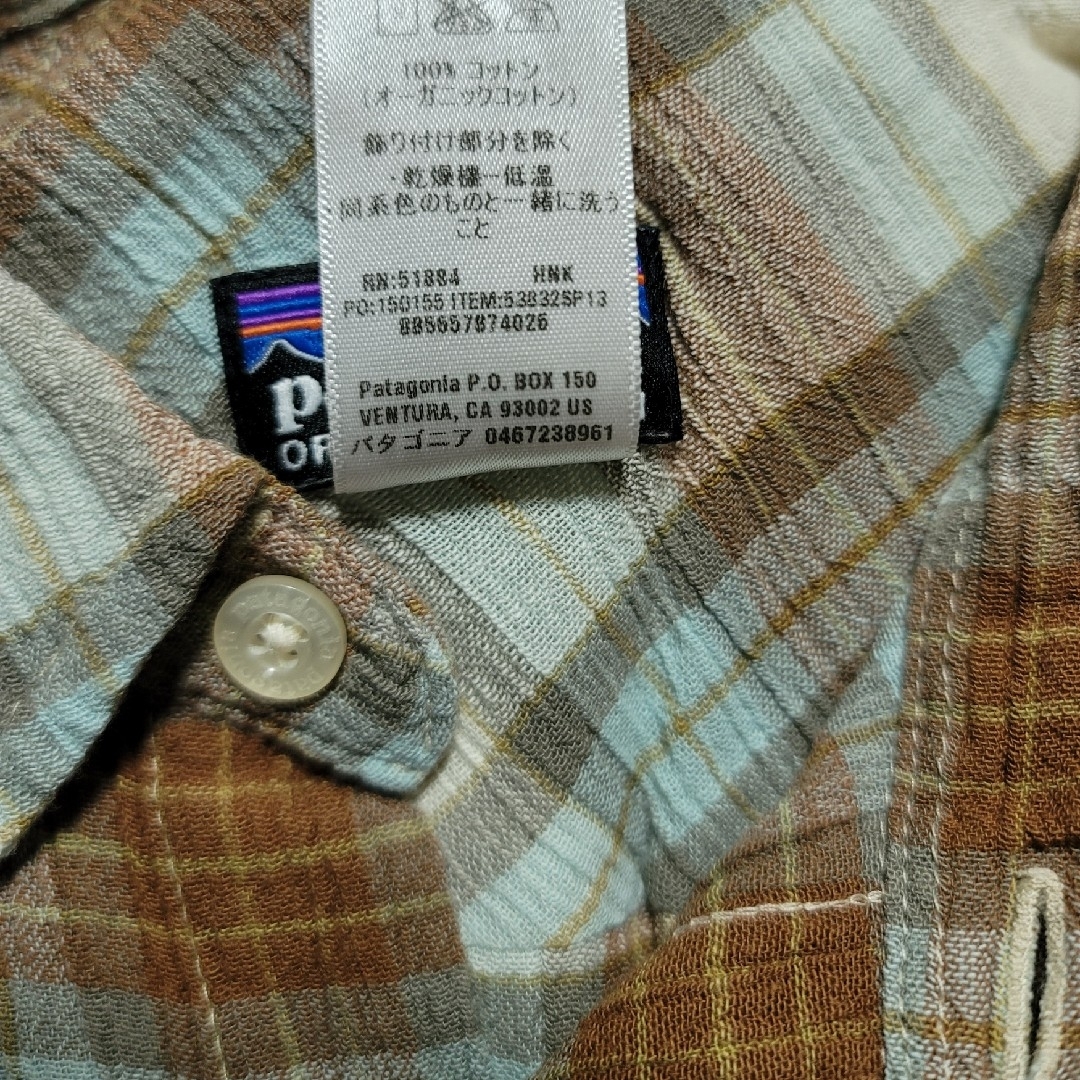 100% コットン
(オーガニックコットン)
飾り付け部分を除く
・乾燥機ー低温
同系色のものと一緒に洗う
こと
RN:51884 HNK
PO:150155 ITEM:53832SP13
BB5657874026
Patagonia P.O. BOX 150
VENTURA, CA 93002 US
パタゴニア 0467238961
p
OR
patagonia